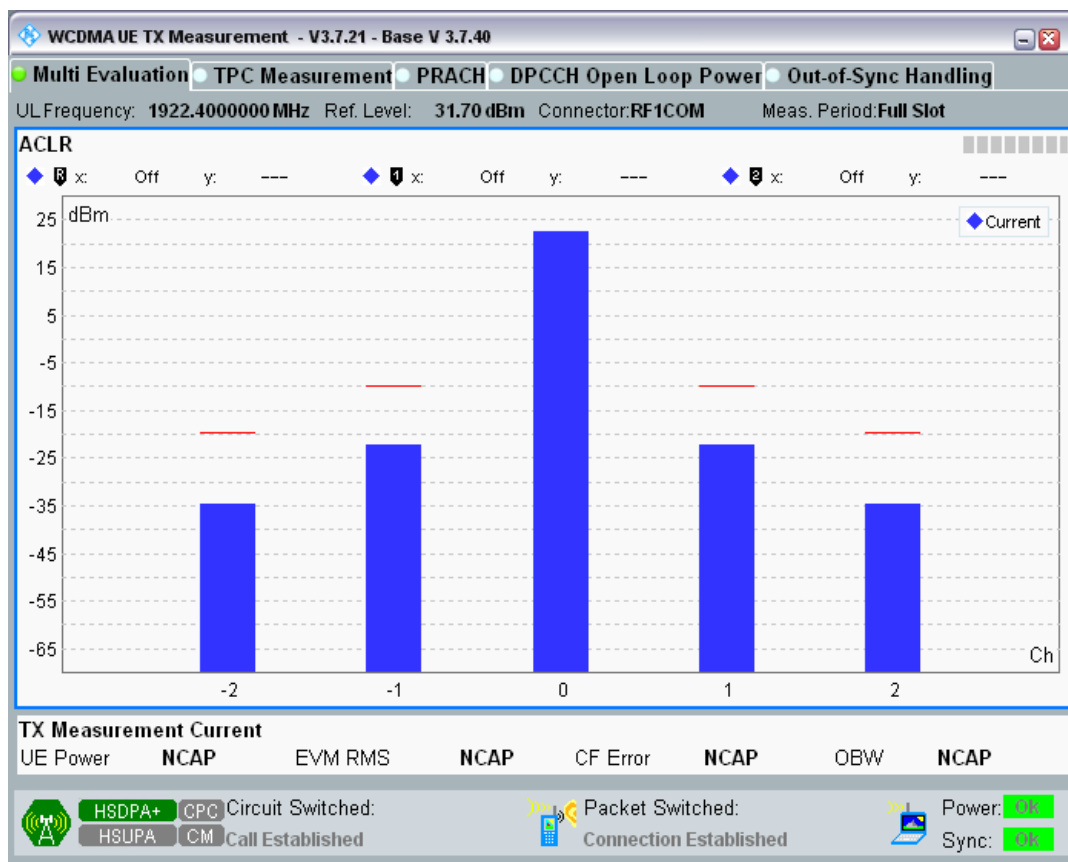 WCDMA UE TX Measurement - V3.7.21 - Base V 3.7.40
Multi Evaluation TPC Measurement PRACH DPCCH Open Loop Power Out-of-Sync Handling
UL Frequency: 1922.4000000 MHz Ref. Level: 31.70 dBm Connector:RF1COM Meas. Period:Full Slot
ACLR
R x: Off y: --- 1 x: Off y: --- 2 x: Off y: ---
dBm
Current
25
15
5
-5
-15
-25
-35
-45
-55
-65
Ch
-2 -1 0 1 2
TX Measurement Current
UE Power NCAP EVM RMS NCAP CF Error NCAP OBW NCAP
HSDPA+ CPC Circuit Switched: Packet Switched: Power: Ok
HSUPA CM Call Established Connection Established Sync: Ok